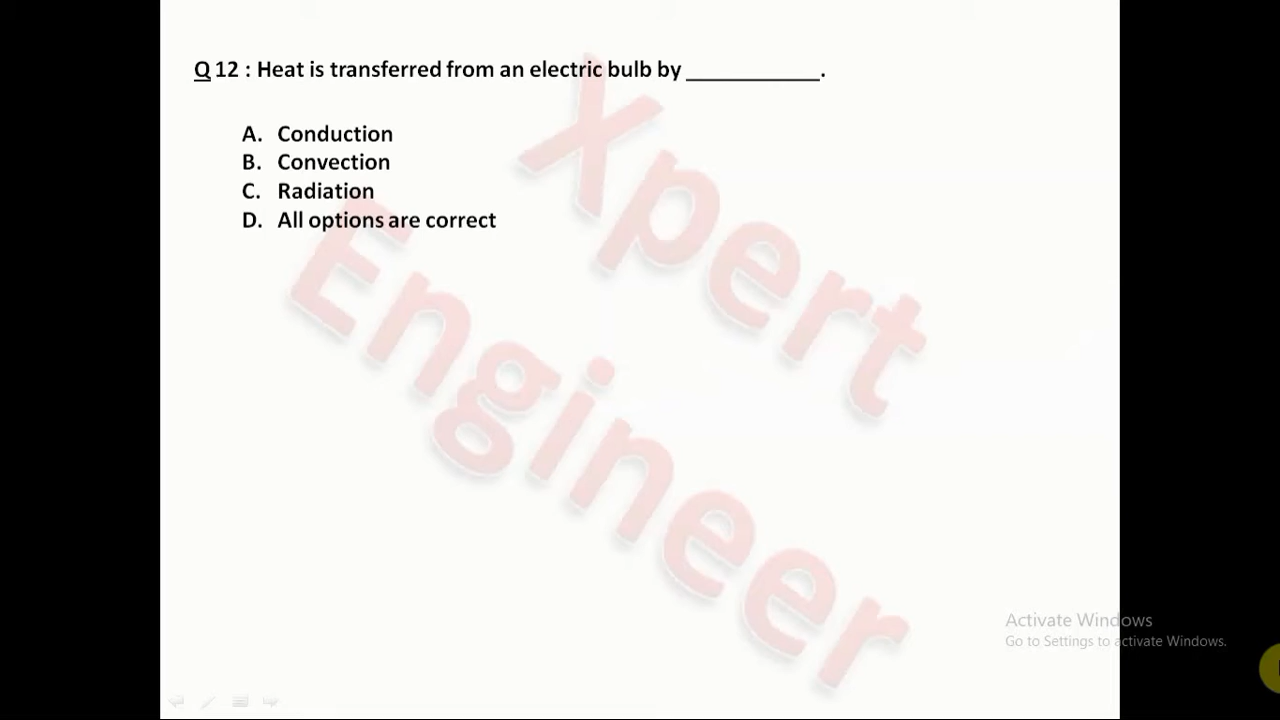 Q 12 : Heat is transferred from an electric bulb by ___________.
A. Conduction
B. Convection
C. Radiation
D. All options are correct
Xpert
Engineer
Activate Windows
Go to Settings to activate Windows.